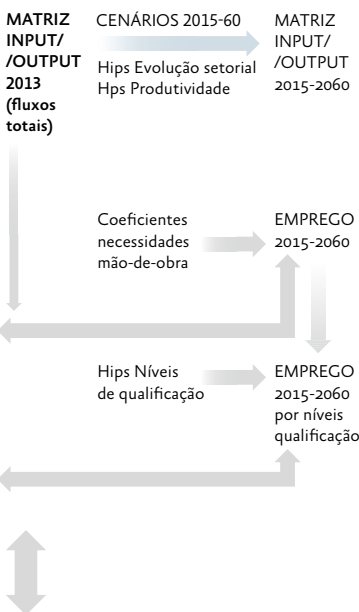 MATRIZ
INPUT/
/OUTPUT
2013
(fluxos
totais)
CENÁRIOS 2015-60
Hips Evolução setorial
Hps Produtividade
MATRIZ
INPUT/
/OUTPUT
2015-2060
Coeficientes
necessidades
mão-de-obra
EMPREGO
2015-2060
Hips Níveis
de qualificação
EMPREGO
2015-2060
por níveis
qualificação